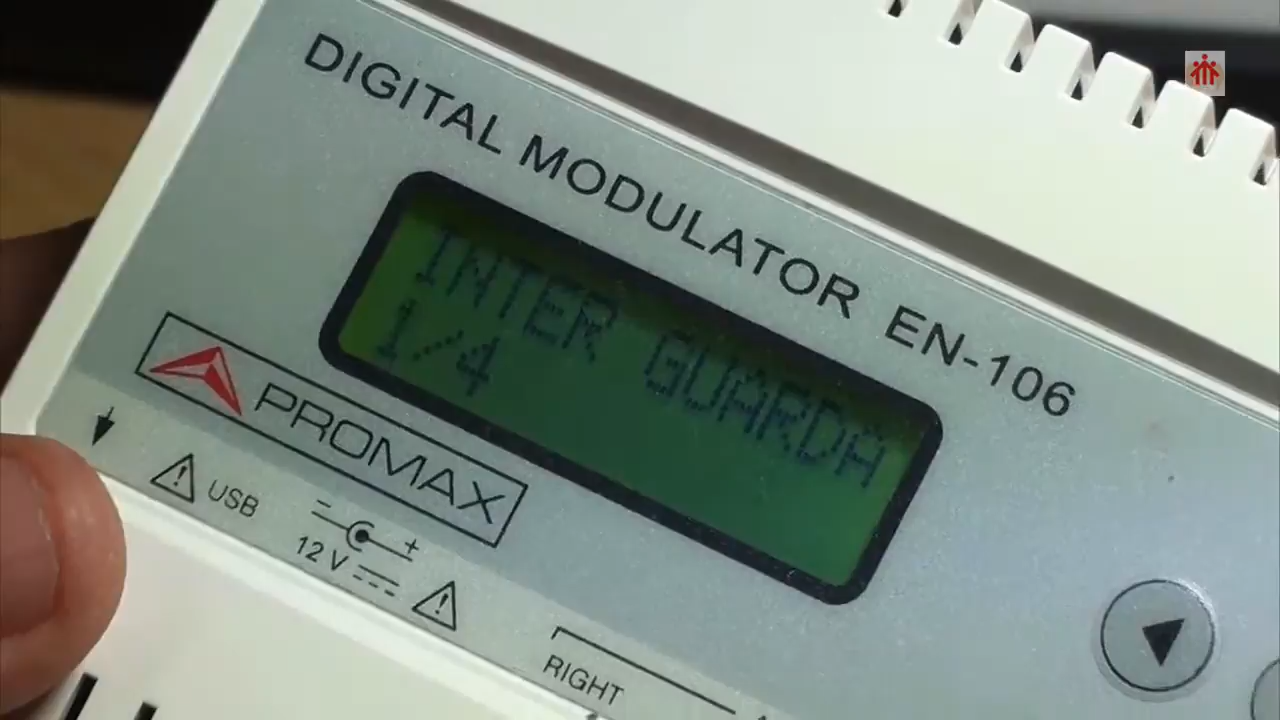 DIGITAL MODULATOR EN-106
INTER GUARDA
1/4
PROMAX
USB
12 V
RIGHT